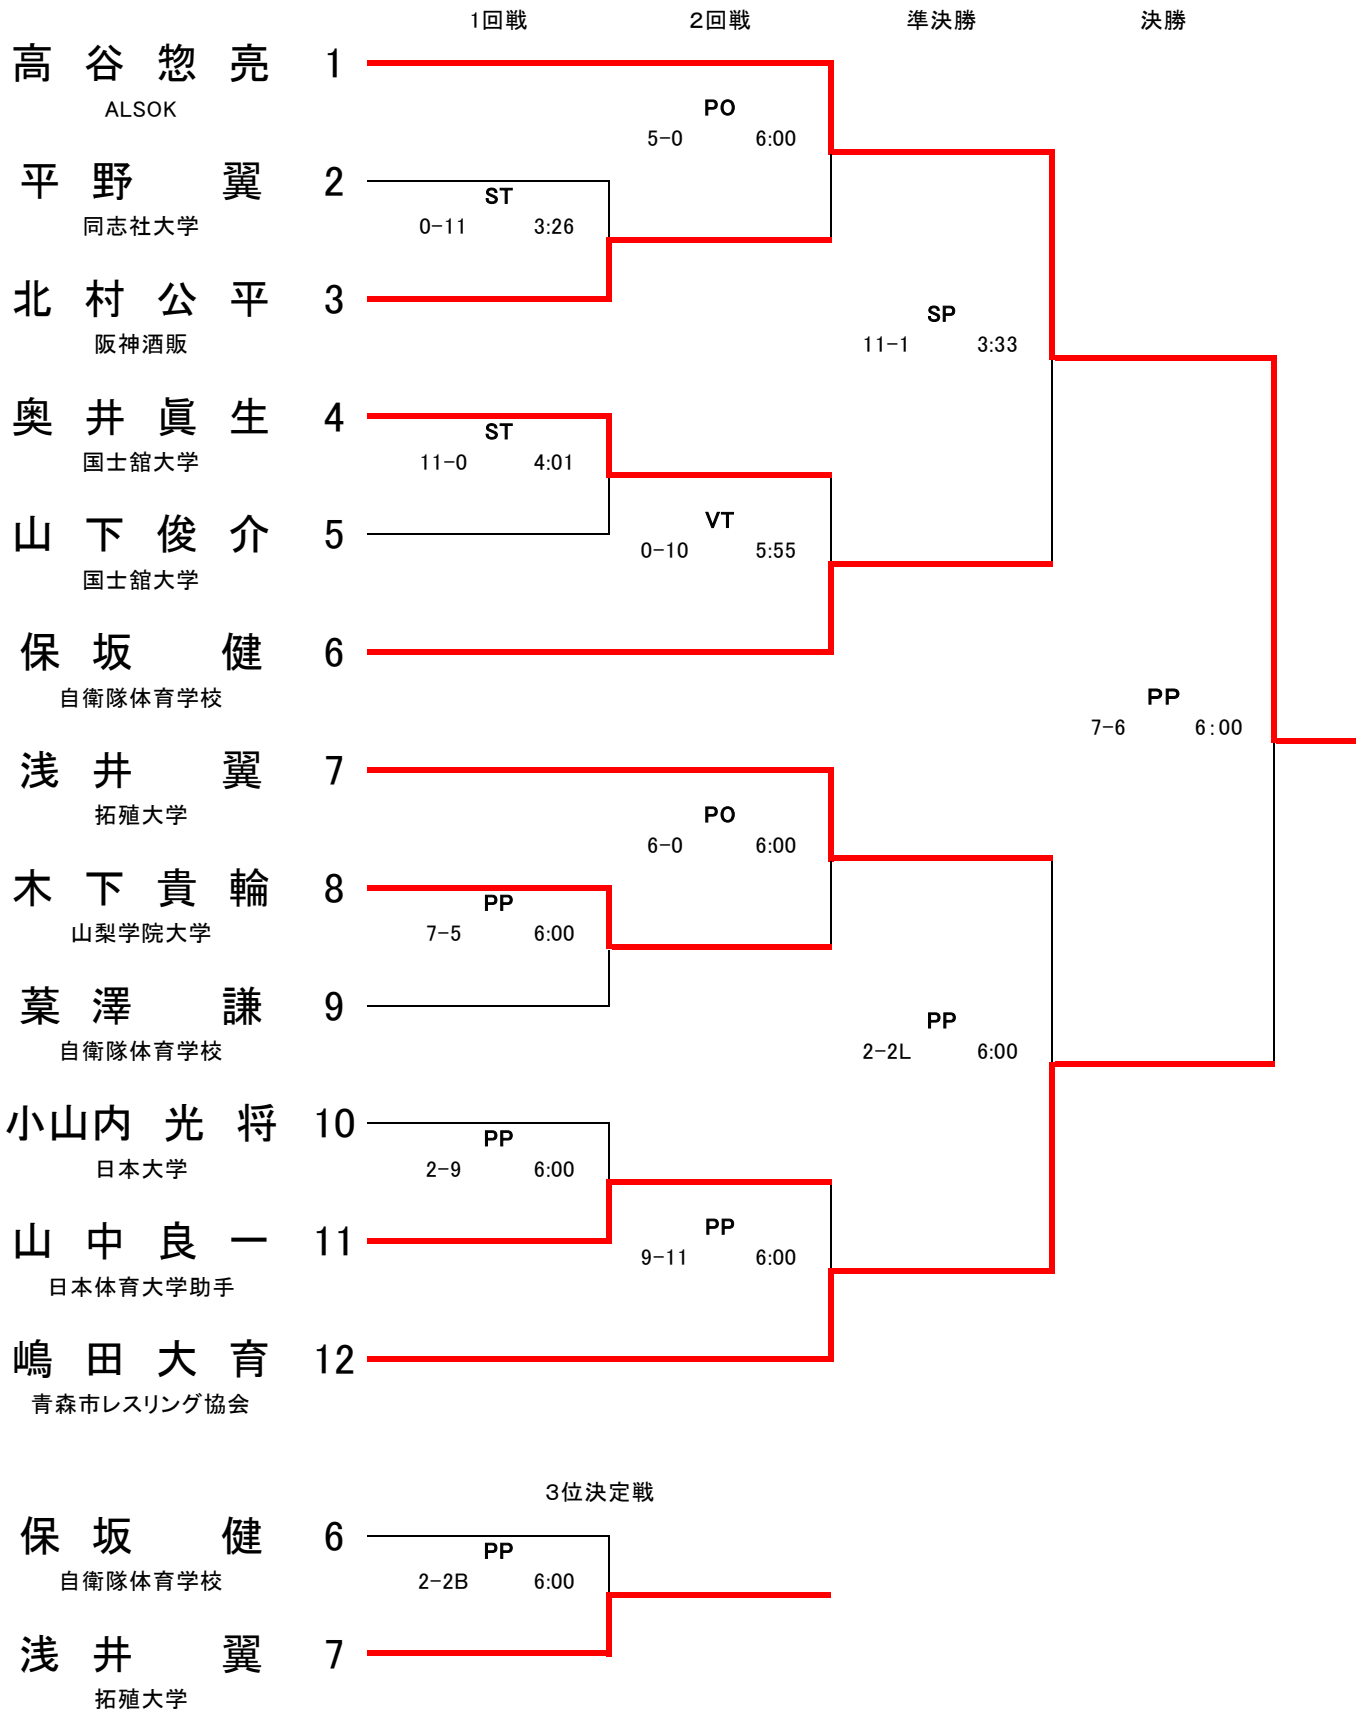 1回戦 2回戦 準決勝 決勝
高谷惣亮 1
ALSOK
PO
5-0 6:00
平野翼 2
同志社大学
ST
0-11 3:26
北村公平 3
阪神酒販
SP
11-1 3:33
奥井眞生 4
国士舘大学
ST
11-0 4:01
山下俊介 5
国士舘大学
VT
0-10 5:55
保坂健 6
自衛隊体育学校
PP
7-6 6:00
浅井翼 7
拓殖大学
PO
6-0 6:00
木下貴輪 8
山梨学院大学
PP
7-5 6:00
菒澤謙 9
自衛隊体育学校
PP
2-2L 6:00
小山内光将 10
日本大学
PP
2-9 6:00
山中良一 11
日本体育大学助手
PP
9-11 6:00
嶋田大育 12
青森市レスリング協会
3位決定戦
保坂健 6
自衛隊体育学校
PP
2-2B 6:00
浅井翼 7
拓殖大学